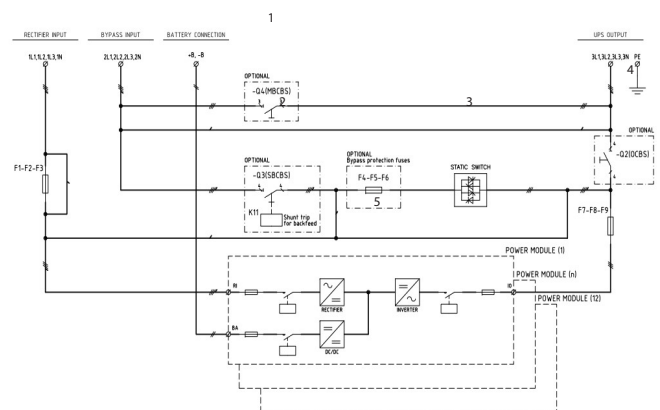 1
RECTIFIER INPUT
BYPASS INPUT
BATTERY CONNECTION
UPS OUTPUT
1L1,1L2,1L3,1N
2L1,2L2,2L3,2N
+B, -B
3L1,3L2,3L3,3N
PE
4
OPTIONAL
-Q4(MBCBS)
2
3
OPTIONAL
-Q2(OCBS)
OPTIONAL
-Q3(SBCBS)
OPTIONAL
Bypass protection fuses
F4-F5-F6
5
STATIC SWITCH
F1-F2-F3
K11
Shunt trip
for backfeed
F7-F8-F9
POWER MODULE (1)
POWER MODULE (n)
POWER MODULE (12)
RI
IO
RECTIFIER
INVERTER
BA
DC/DC